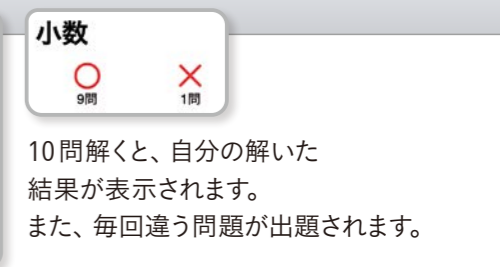 小数
○ ×
9問 1問
10問解くと、自分の解いた
結果が表示されます。
また、毎回違う問題が出題されます。